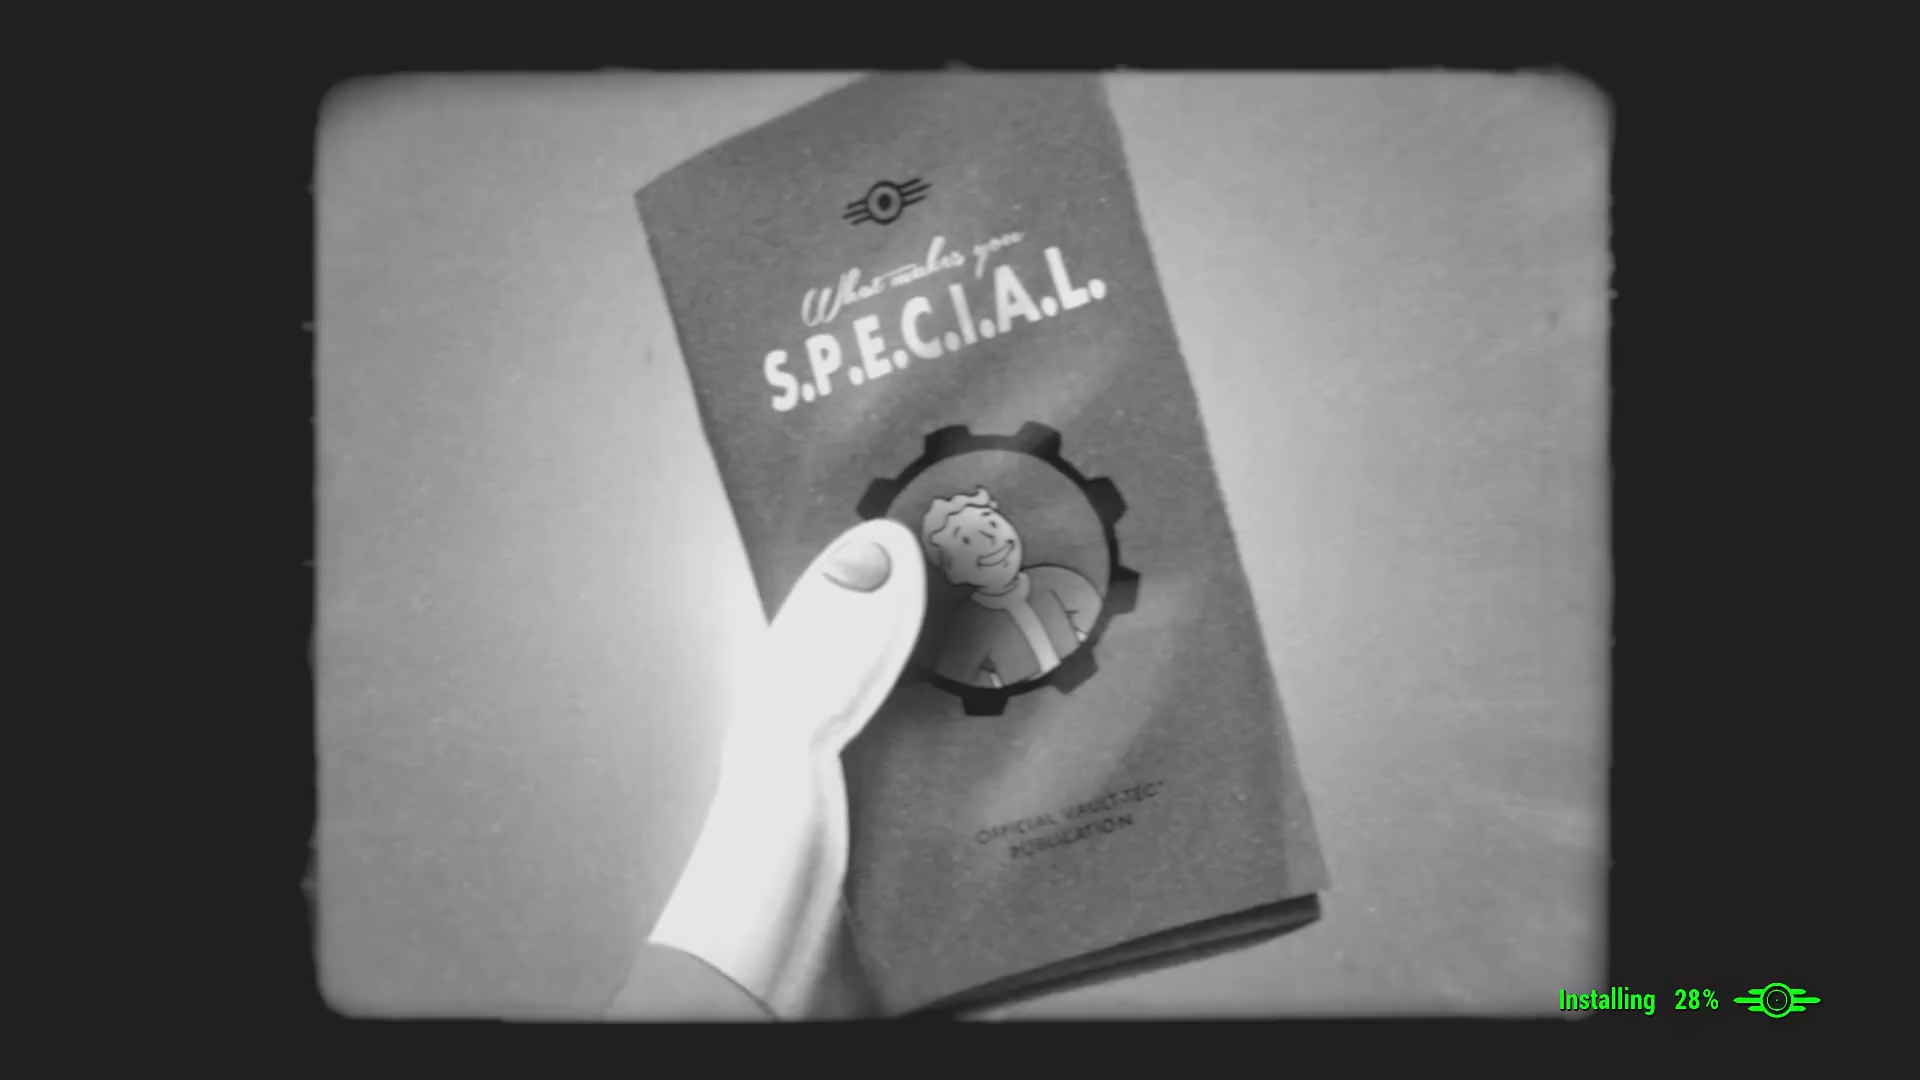 What makes you
S.P.E.C.I.A.L.
OFFICIAL VAULT-TEC
PUBLICATION
Installing 28%